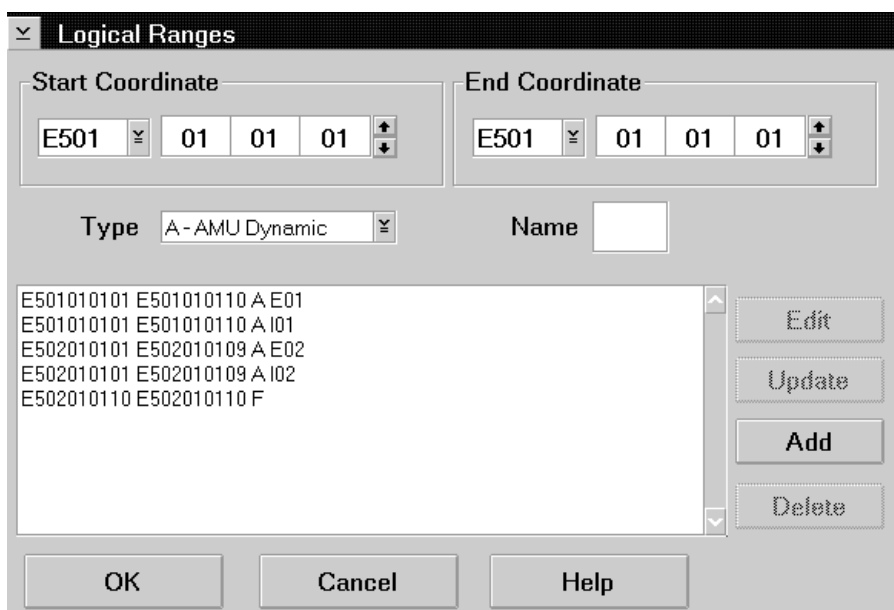 Logical Ranges
Start Coordinate
End Coordinate
E501 01 01 01
E501 01 01 01
Type A - AMU Dynamic
Name
E501010101 E501010110 A E01
E501010101 E501010110 A I01
E502010101 E502010109 A E02
E502010101 E502010109 A I02
E502010110 E502010110 F
Edit
Update
Add
Delete
OK
Cancel
Help